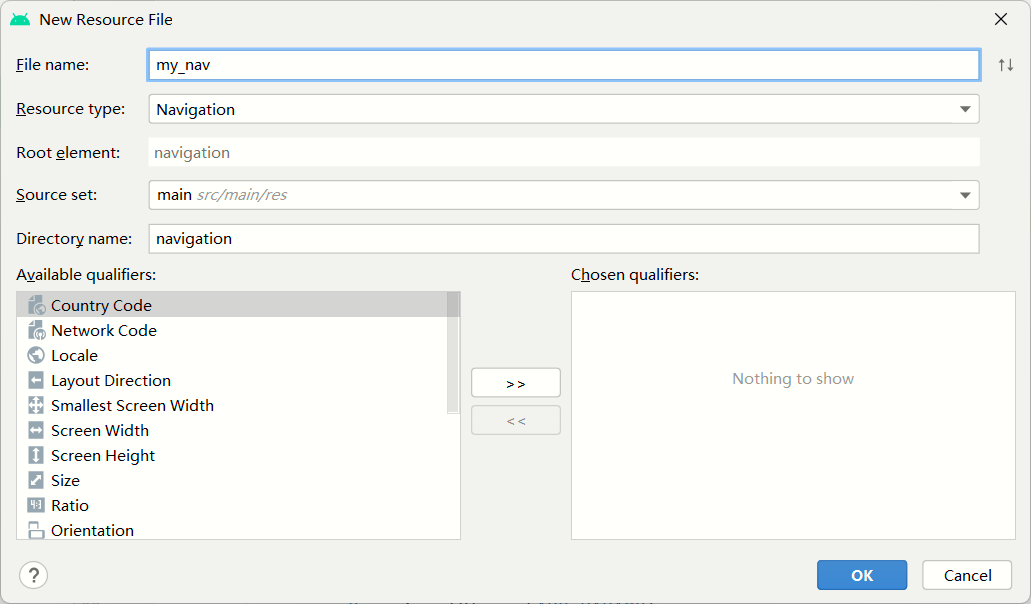 New Resource File
File name: my_nav
Resource type: Navigation
Root element: navigation
Source set: main src/main/res
Directory name: navigation
Available qualifiers:
Country Code
Network Code
Locale
Layout Direction
Smallest Screen Width
Screen Width
Screen Height
Size
Ratio
Orientation
>>
<<
Chosen qualifiers:
Nothing to show
?
OK
Cancel